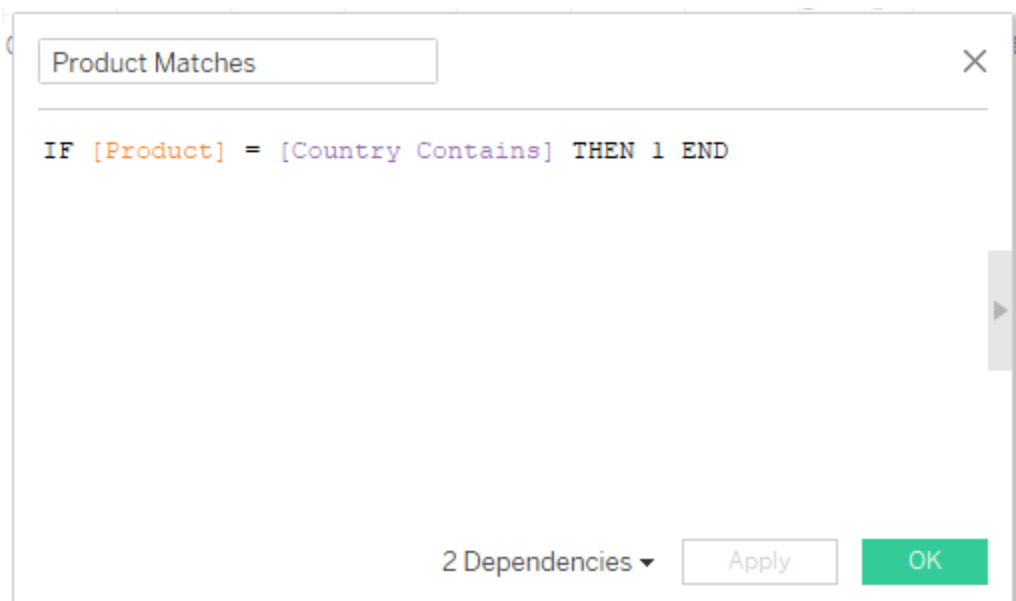 Product Matches
IF [Product] = [Country Contains] THEN 1 END
2 Dependencies
Apply
OK